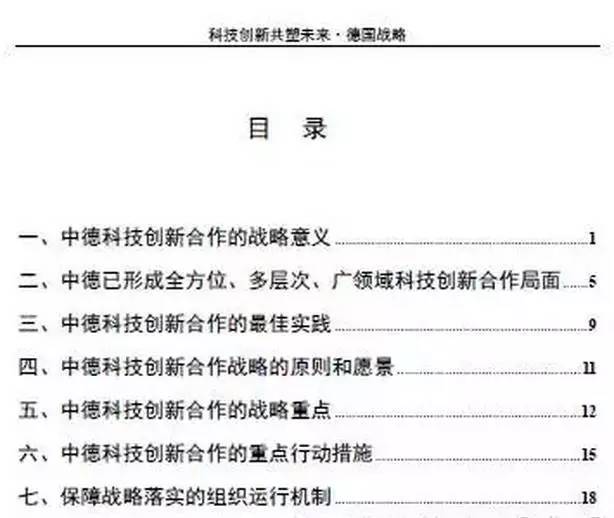 科技创新共塑未来·德国战略
目 录
一、中德科技创新合作的战略意义 1
二、中德已形成全方位、多层次、广领域科技创新合作局面 5
三、中德科技创新合作的最佳实践 9
四、中德科技创新合作战略的原则和愿景 11
五、中德科技创新合作的战略重点 12
六、中德科技创新合作的重点行动措施 15
七、保障战略落实的组织运行机制 18